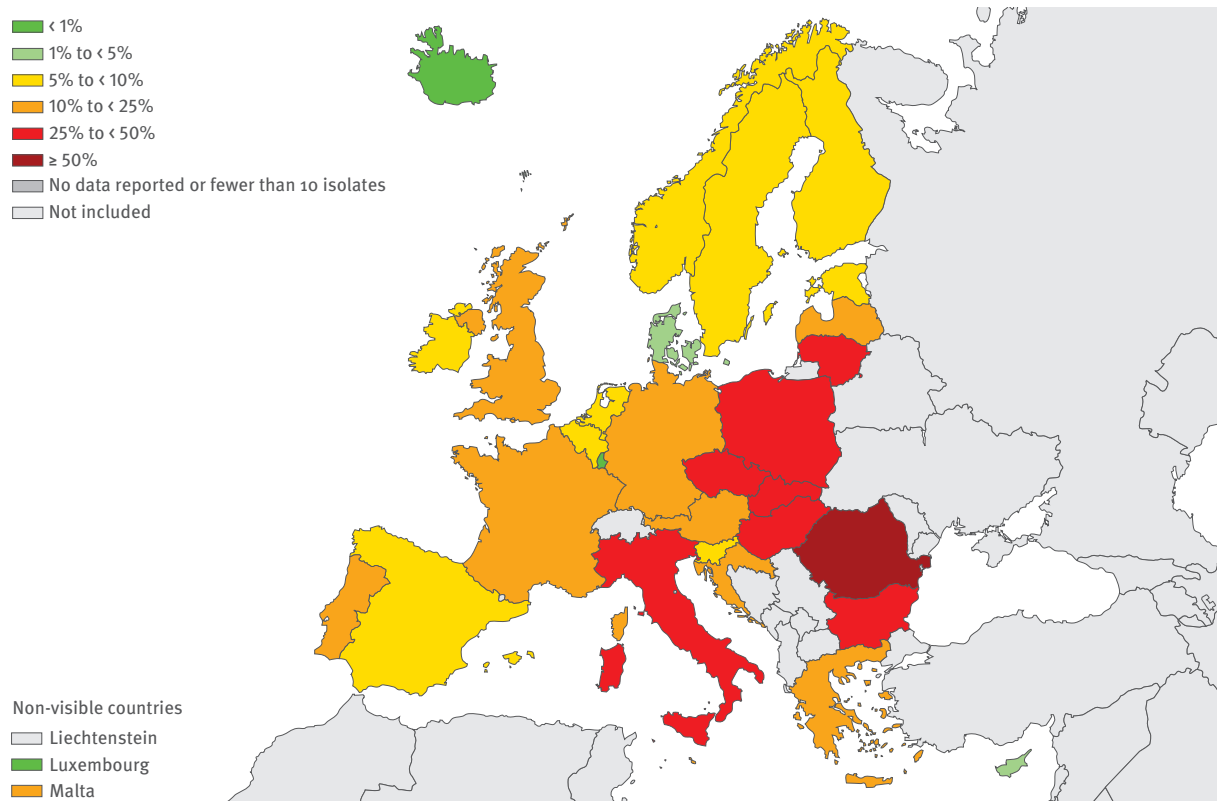 < 1%
1% to < 5%
5% to < 10%
10% to < 25%
25% to < 50%
≥ 50%
No data reported or fewer than 10 isolates
Not included
Non-visible countries
Liechtenstein
Luxembourg
Malta